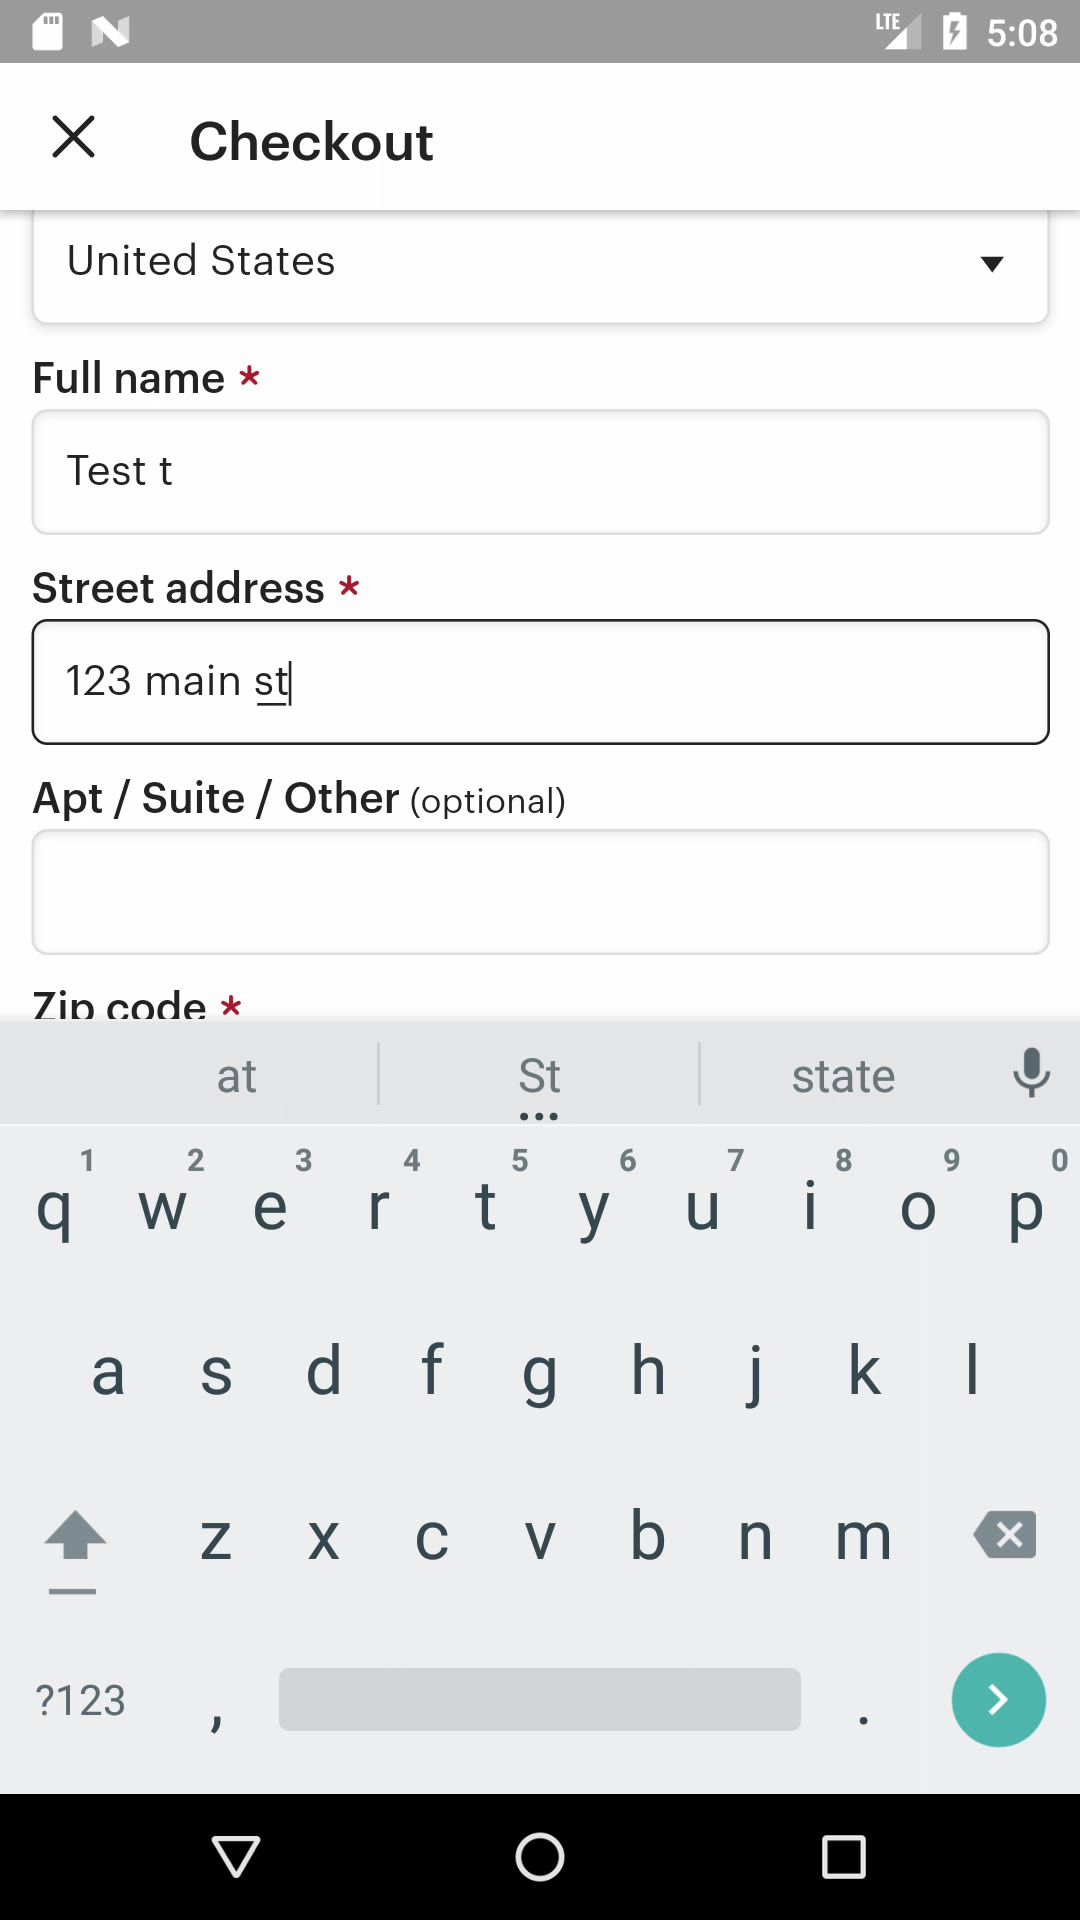 LTE 5:08
Checkout
United States
Full name *
Test t
Street address *
123 main st
Apt / Suite / Other (optional)
Zip code *
at St state
1 2 3 4 5 6 7 8 9 0
q w e r t y u i o p
a s d f g h j k l
z x c v b n m
?123 , .